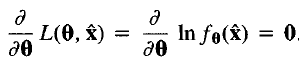 ∂/∂θ L(θ, x̂) = ∂/∂θ ln f_θ(x̂) = 0.